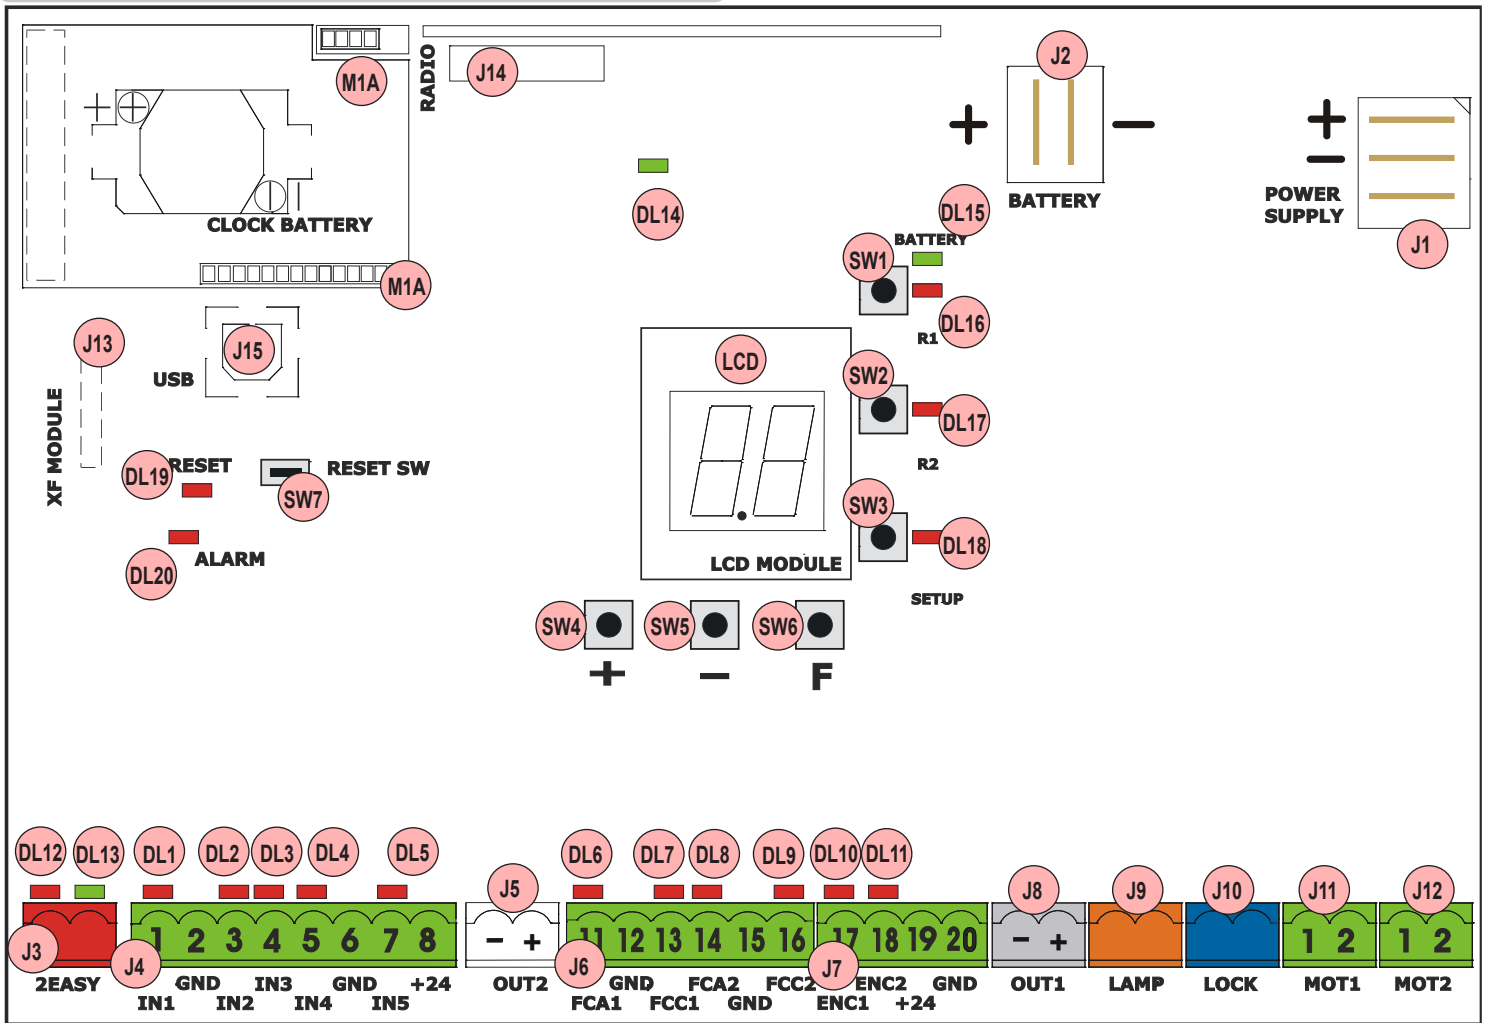 M1A
RADIO
J14
J2
+ −
BATTERY
+
−
POWER
SUPPLY
J1
+
−
CLOCK BATTERY
M1A
DL14
DL15
BATTERY
SW1
DL16
R1
J13
XF MODULE
J15
USB
LCD
SW2
DL17
R2
DL19
RESET
RESET SW
SW7
SW3
DL18
LCD MODULE
ALARM
DL20
SETUP
SW4 SW5 SW6
+ − F
DL12 DL13 DL1 DL2 DL3 DL4 DL5 DL6 DL7 DL8 DL9 DL10 DL11
J5 J8 J9 J10 J11 J12
1 2 3 4 5 6 7 8 − + 11 12 13 14 15 16 17 18 19 20 − + 1 2 1 2
J3 J4 J6 J7
2EASY GND IN3 GND +24 OUT2 GND FCA2 FCC2 ENC2 GND OUT1 LAMP LOCK MOT1 MOT2
IN1 IN2 IN4 IN5 FCA1 FCC1 GND ENC1 +24